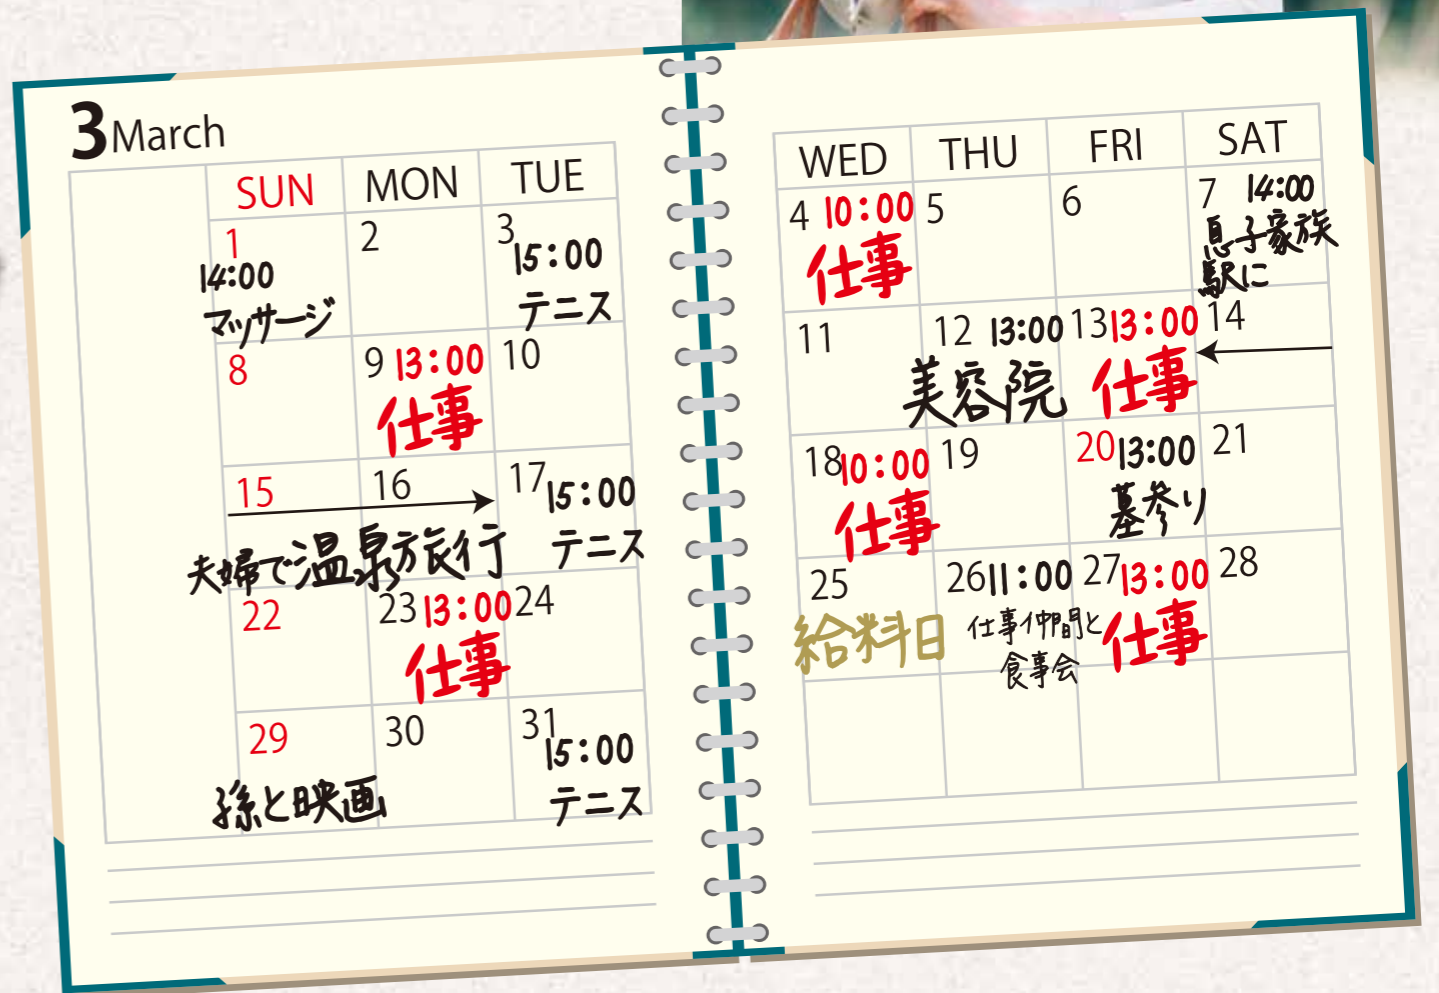 3 March
SUN MON TUE
1
14:00
マッサージ
2
3
15:00
テニス
8
9 13:00
仕事
10
15
16
夫婦で温泉旅行
17 15:00
テニス
22
23 13:00
仕事
24
29
孫と映画
30
31
15:00
テニス
WED THU FRI SAT
4 10:00
仕事
5
6
7 14:00
息子家族
駅に
11
12 13:00
美容院
13 13:00
仕事
14
18 10:00
仕事
19
20 13:00
墓参り
21
25
給料日
26 11:00
仕事仲間と
食事会
27 13:00
仕事
28